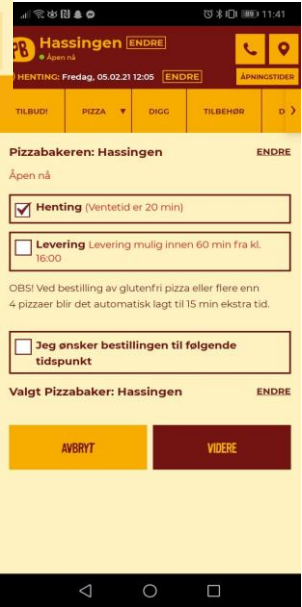 11:41
PB Hassingen ENDRE
Åpen nå
HENTING: Fredag, 05.02.21 12:05 ENDRE
ÅPNINGSTIDER
TILBUD! PIZZA ▼ DIGG TILBEHØR D
Pizzabakeren: Hassingen ENDRE
Åpen nå
Henting (Ventetid er 20 min)
Levering Levering mulig innen 60 min fra kl.
16:00
OBS! Ved bestilling av glutenfri pizza eller flere enn
4 pizzaer blir det automatisk lagt til 15 min ekstra tid.
Jeg ønsker bestillingen til følgende
tidspunkt
Valgt Pizzabaker: Hassingen ENDRE
AVBRYT VIDERE